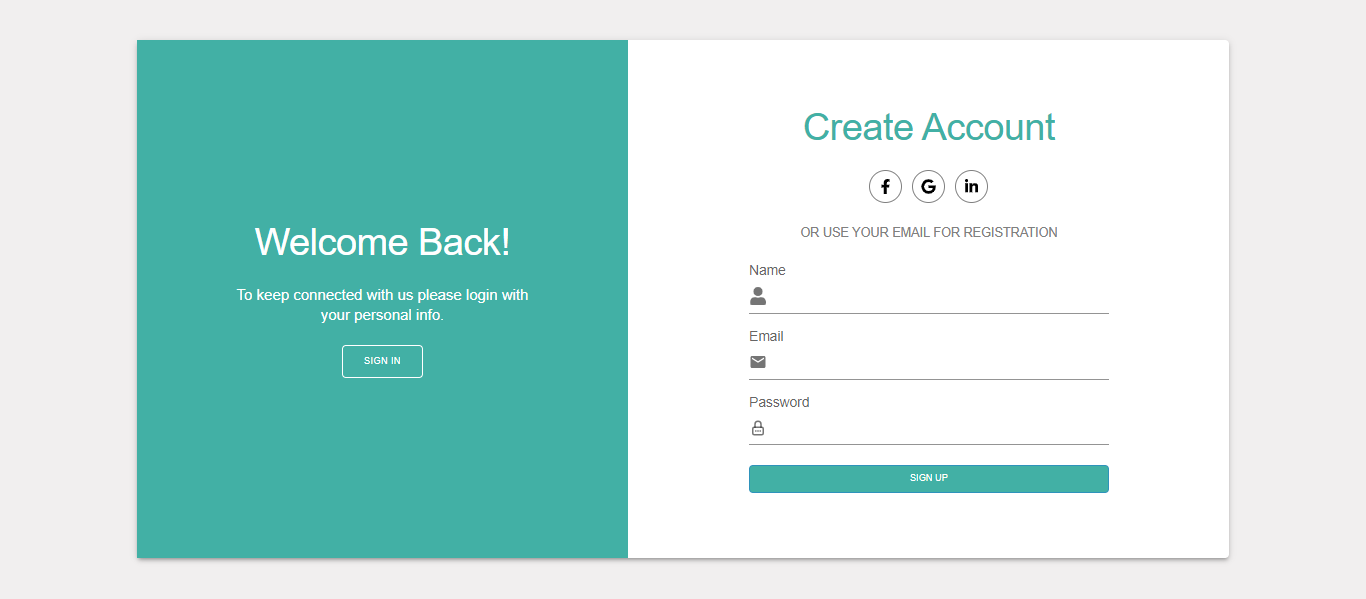 Welcome Back!
To keep connected with us please login with
your personal info.
SIGN IN
Create Account
OR USE YOUR EMAIL FOR REGISTRATION
Name
Email
Password
SIGN UP